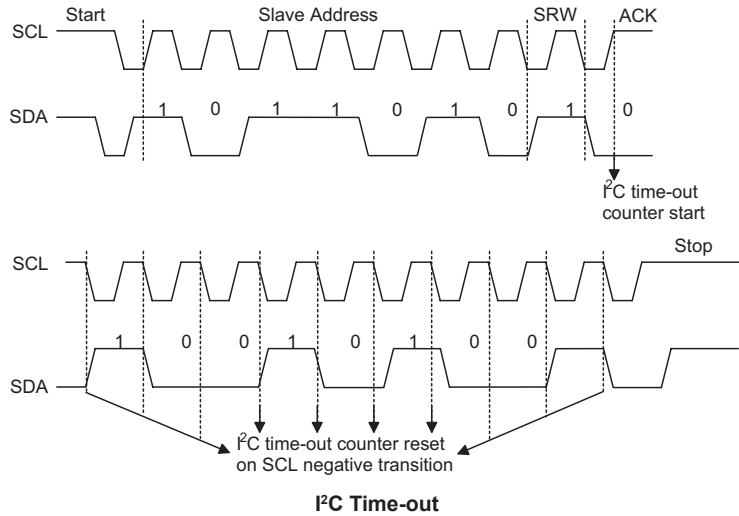 Start Slave Address SRW ACK
SCL
1 0 1 1 0 1 0 1 0
SDA
I²C time-out
counter start
Stop
SCL
1 0 0 1 0 1 0 0
SDA
I²C time-out counter reset
on SCL negative transition
I²C Time-out